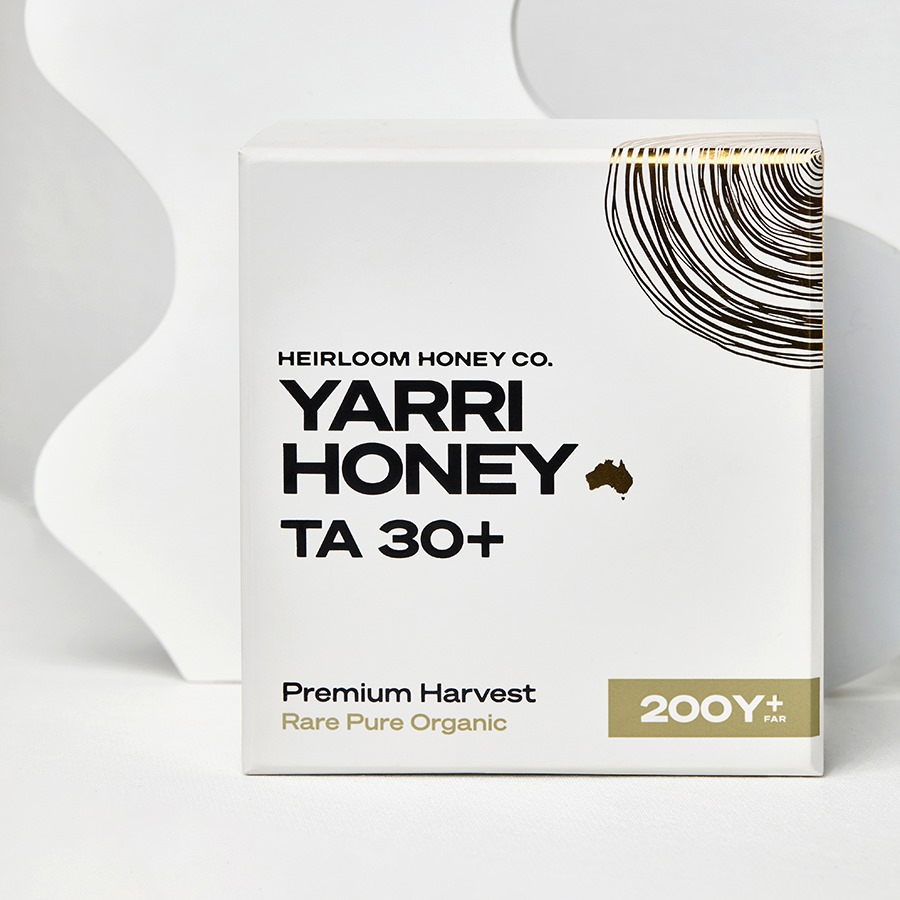 HEIRLOOM HONEY CO.
YARRI
HONEY
TA 30+
Premium Harvest
Rare Pure Organic
200Y+
FAR